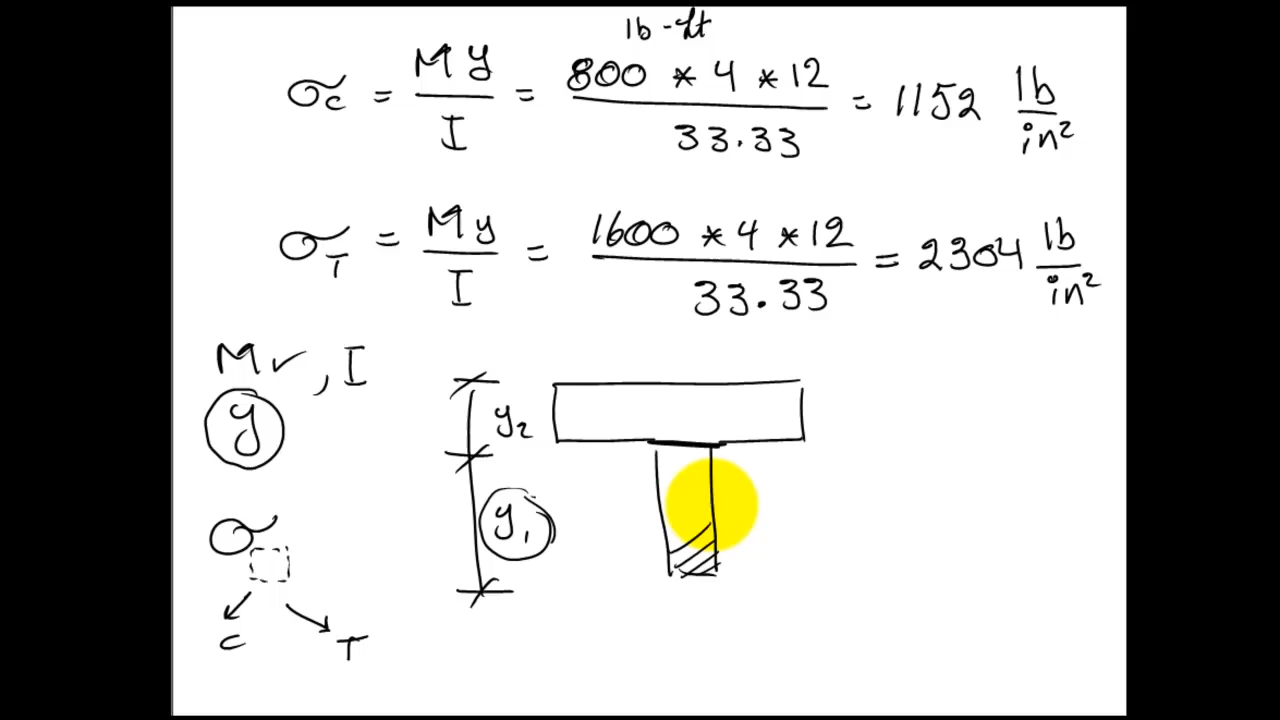 lb-ft
σc = My/I = 800 * 4 * 12 / 33.33 = 1152 lb/in²
σT = My/I = 1600 * 4 * 12 / 33.33 = 2304 lb/in²
M✓, I
y
y₂
y₁
σ
C
T